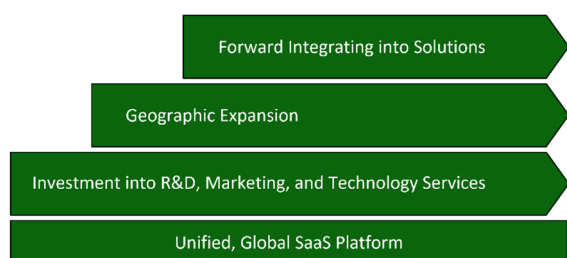 Forward Integrating into Solutions
Geographic Expansion
Investment into R&D, Marketing, and Technology Services
Unified, Global SaaS Platform